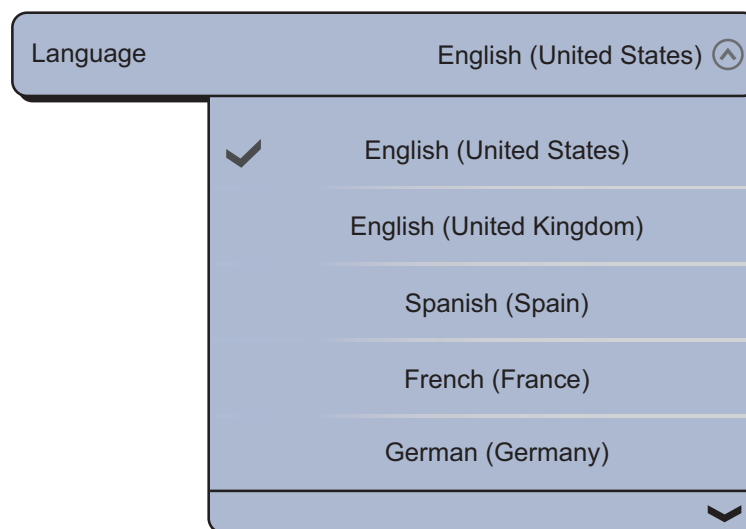 Language English (United States)
English (United States)
English (United Kingdom)
Spanish (Spain)
French (France)
German (Germany)